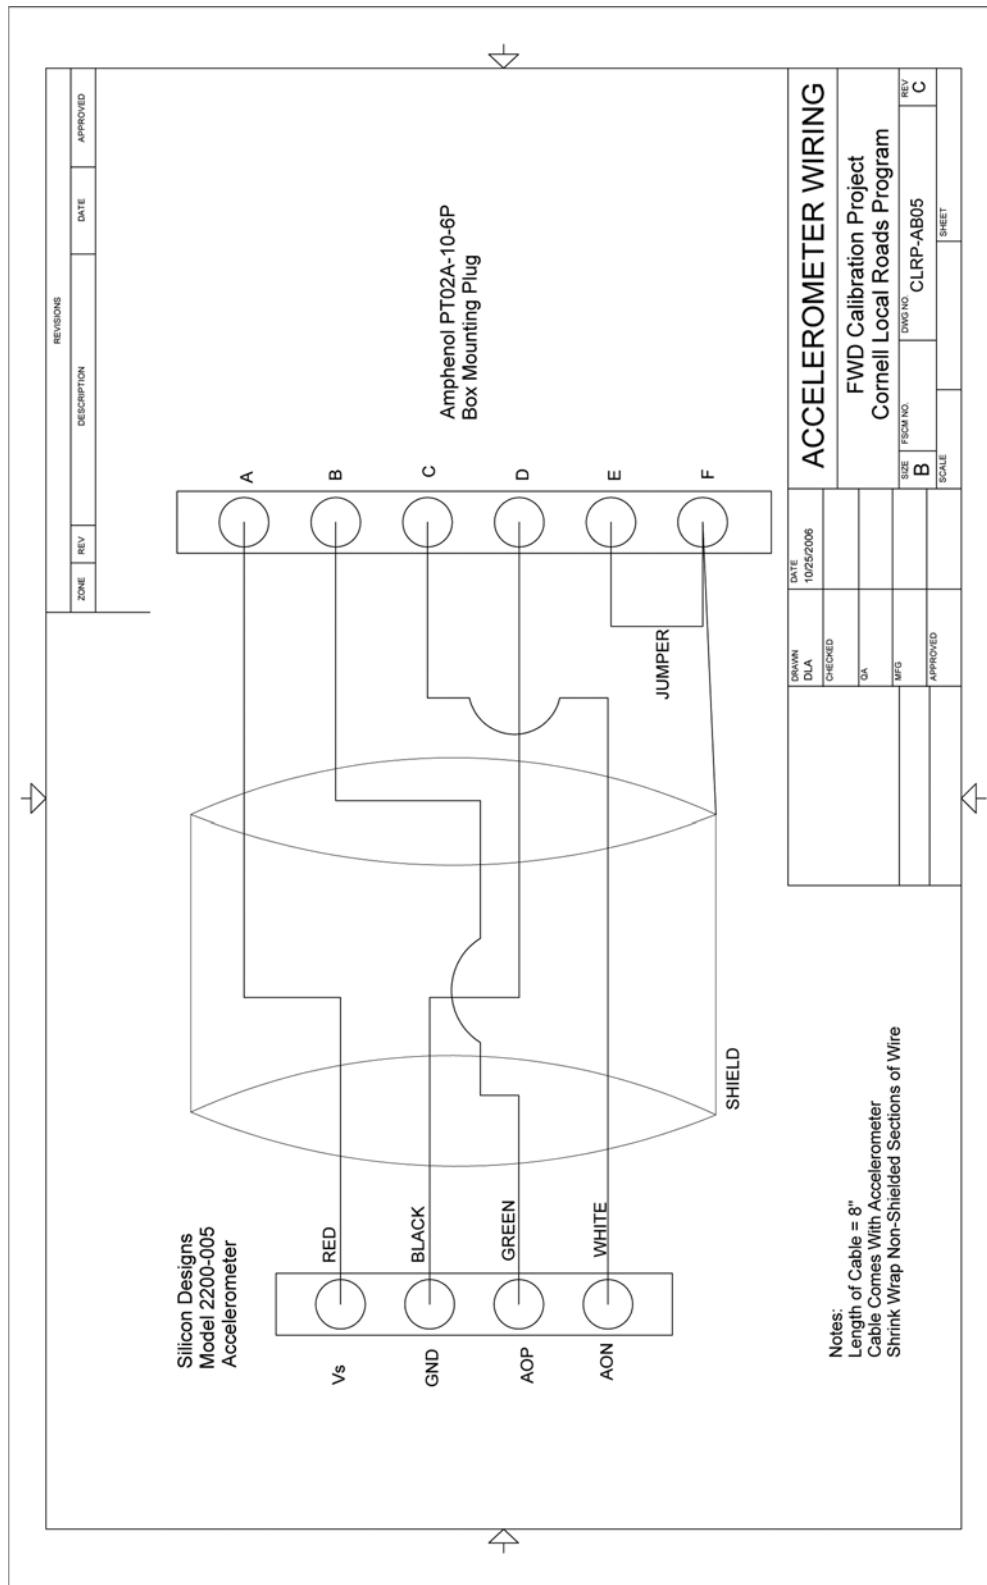 REVISIONS
ZONE REV DESCRIPTION DATE APPROVED
Silicon Designs
Model 2200-005
Accelerometer
Vs
GND
AOP
AON
RED
BLACK
GREEN
WHITE
SHIELD
JUMPER
A
B
C
D
E
F
Amphenol PT02A-10-6P
Box Mounting Plug
Notes:
Length of Cable = 8"
Cable Comes With Accelerometer
Shrink Wrap Non-Shielded Sections of Wire
DRAWN
DLA
DATE
10/25/2006
CHECKED
QA
MFG
APPROVED
ACCELEROMETER WIRING
FWD Calibration Project
Cornell Local Roads Program
SIZE
B
FSCM NO.
DWG NO.
CLRP-AB05
REV
C
SCALE
SHEET